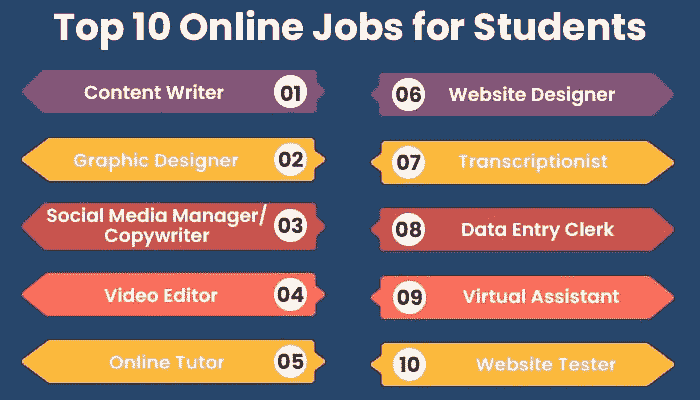 Top 10 Online Jobs for Students
Content Writer 01
Graphic Designer 02
Social Media Manager/
Copywriter 03
Video Editor 04
Online Tutor 05
06 Website Designer
07 Transcriptionist
08 Data Entry Clerk
09 Virtual Assistant
10 Website Tester